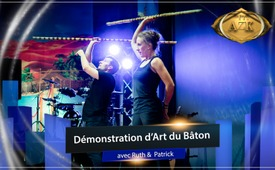 Démonstration d'Art du Bâton
avec Ruth & Patrick